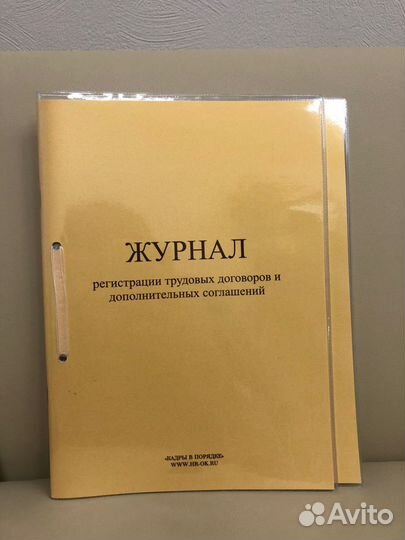 ЖУРНАЛ
регистрации трудовых договоров и
дополнительных соглашений
«КАДРЫ В ПОРЯДКЕ»
WWW.HR-OK.RU
Avito